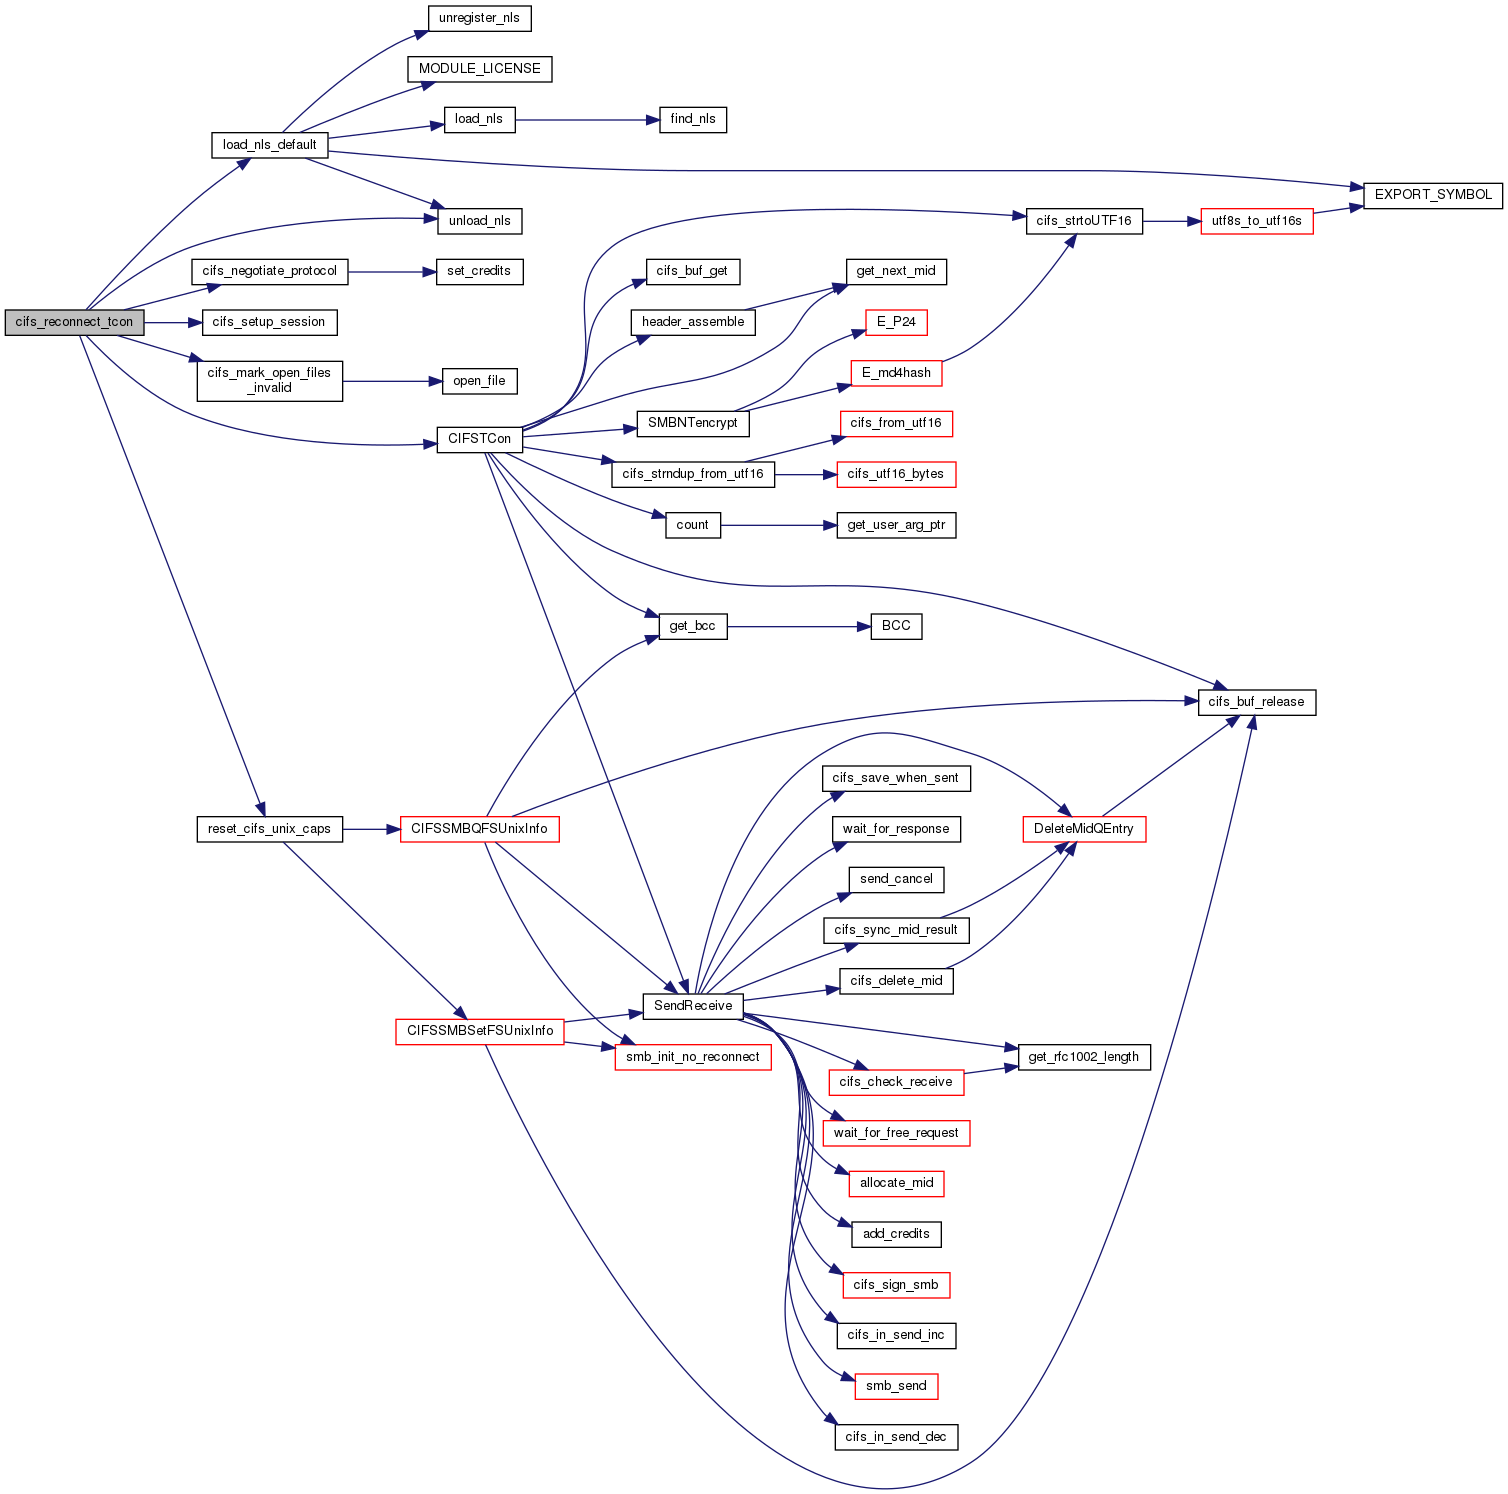 unregister_nls
MODULE_LICENSE
load_nls
find_nls
load_nls_default
EXPORT_SYMBOL
unload_nls
cifs_strtoUTF16
utf8s_to_utf16s
cifs_negotiate_protocol
set_credits
cifs_buf_get
get_next_mid
cifs_reconnect_tcon
cifs_setup_session
header_assemble
E_P24
cifs_mark_open_files
_invalid
open_file
E_md4hash
CIFSTCon
SMBNTencrypt
cifs_from_utf16
cifs_strndup_from_utf16
cifs_utf16_bytes
count
get_user_arg_ptr
get_bcc
BCC
cifs_buf_release
cifs_save_when_sent
reset_cifs_unix_caps
CIFSSMBQFSUnixInfo
wait_for_response
DeleteMidQEntry
send_cancel
cifs_sync_mid_result
cifs_delete_mid
SendReceive
CIFSSMBSetFSUnixInfo
smb_init_no_reconnect
get_rfc1002_length
cifs_check_receive
wait_for_free_request
allocate_mid
add_credits
cifs_sign_smb
cifs_in_send_inc
smb_send
cifs_in_send_dec